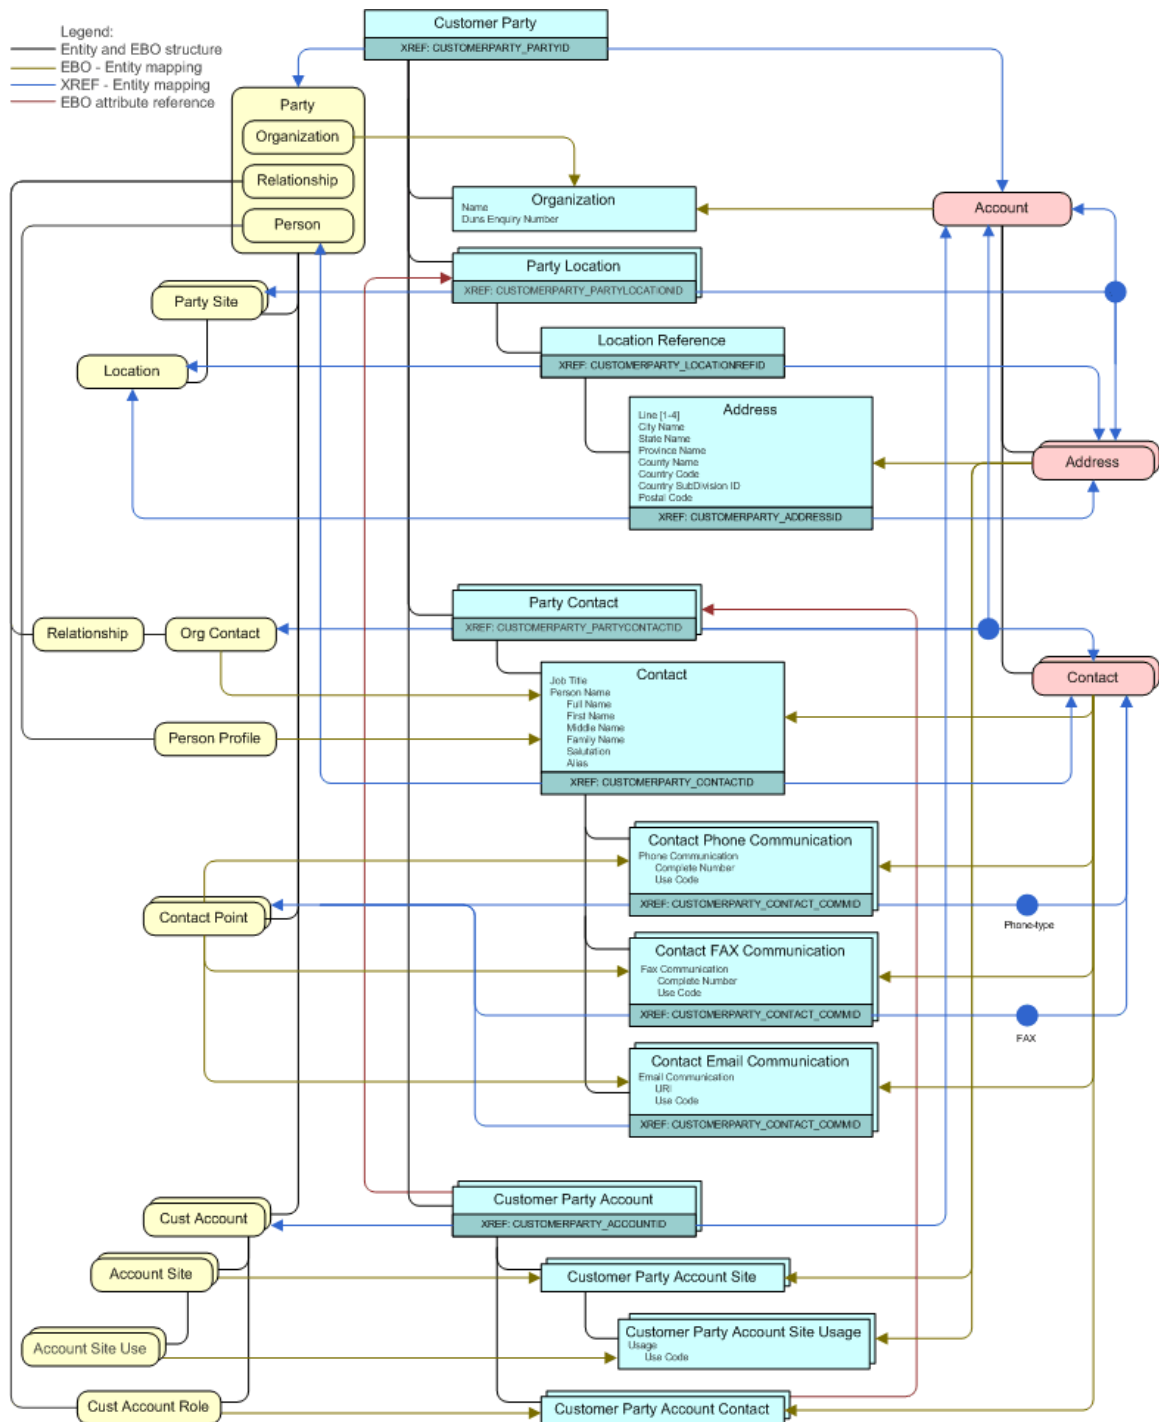 Legend:
Entity and EBO structure
EBO - Entity mapping
XREF - Entity mapping
EBO attribute reference
Customer Party
XREF: CUSTOMERPARTY_PARTYID
Party
Organization
Relationship
Person
Organization
Name
Duns Enquiry Number
Account
Party Location
XREF: CUSTOMERPARTY_PARTYLOCATIONID
Party Site
Location Reference
XREF: CUSTOMERPARTY_LOCATIONREFID
Location
Address
Line [1-4]
City Name
State Name
Province Name
County Name
Country Code
Country SubDivision ID
Postal Code
XREF: CUSTOMERPARTY_ADDRESSID
Address
Party Contact
XREF: CUSTOMERPARTY_PARTYCONTACTID
Relationship
Org Contact
Contact
Job Title
Person Name
Full Name
First Name
Middle Name
Family Name
Salutation
Alias
XREF: CUSTOMERPARTY_CONTACTID
Contact
Person Profile
Contact Phone Communication
Phone Communication
Complete Number
Use Code
XREF: CUSTOMERPARTY_CONTACT_COMMID
Phone-type
Contact Point
Contact FAX Communication
Fax Communication
Complete Number
Use Code
XREF: CUSTOMERPARTY_CONTACT_COMMID
FAX
Contact Email Communication
Email Communication
URI
Use Code
XREF: CUSTOMERPARTY_CONTACT_COMMID
Customer Party Account
XREF: CUSTOMERPARTY_ACCOUNTID
Cust Account
Account Site
Customer Party Account Site
Account Site Use
Customer Party Account Site Usage
Usage
Use Code
Cust Account Role
Customer Party Account Contact